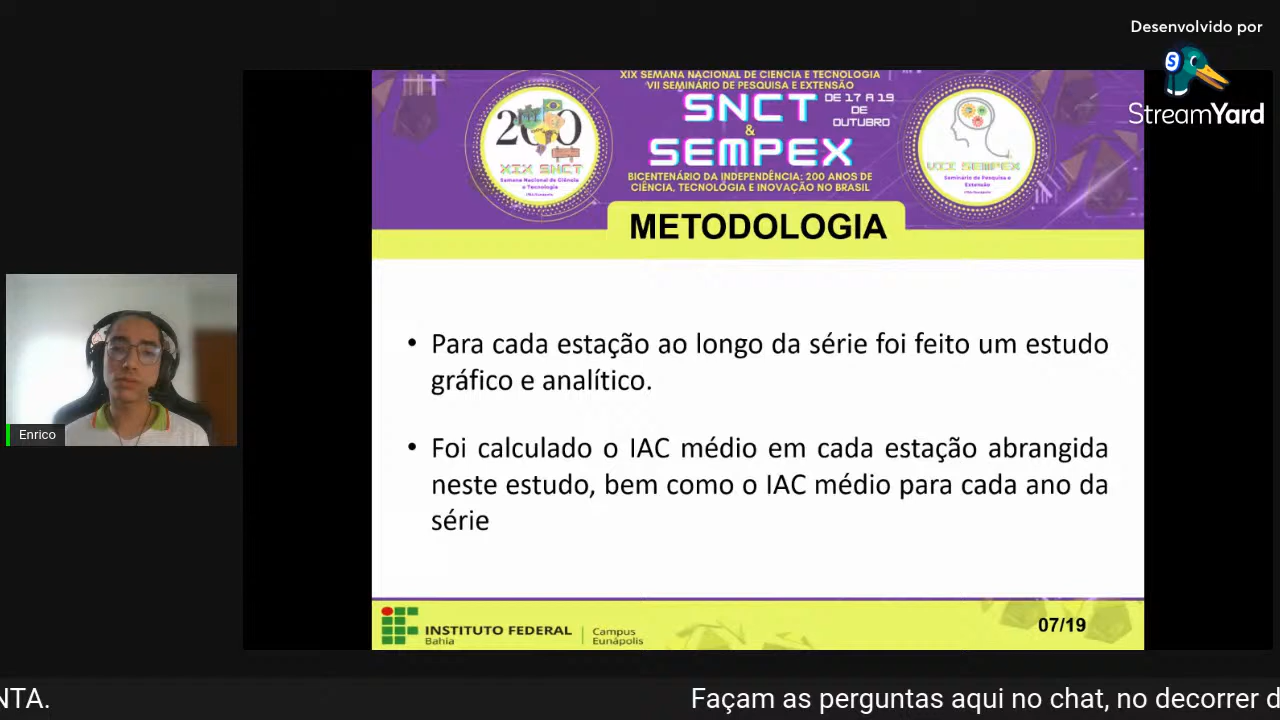 Desenvolvido por
StreamYard
XIX SEMANA NACIONAL DE CIÊNCIA E TECNOLOGIA
VII SEMINÁRIO DE PESQUISA E EXTENSÃO
SNCT
DE 17 A 19
DE
OUTUBRO
&
SEMPEX
BICENTENÁRIO DA INDEPENDÊNCIA: 200 ANOS DE
CIÊNCIA, TECNOLOGIA E INOVAÇÃO NO BRASIL
200
XIX SNCT
Semana Nacional de Ciência
e Tecnologia
VII SEMPEX
Seminário de Pesquisa e
Extensão
METODOLOGIA
• Para cada estação ao longo da série foi feito um estudo
gráfico e analítico.
• Foi calculado o IAC médio em cada estação abrangida
neste estudo, bem como o IAC médio para cada ano da
série
Enrico
INSTITUTO FEDERAL
Bahia
Campus
Eunápolis
07/19
NTA.
Façam as perguntas aqui no chat, no decorrer d